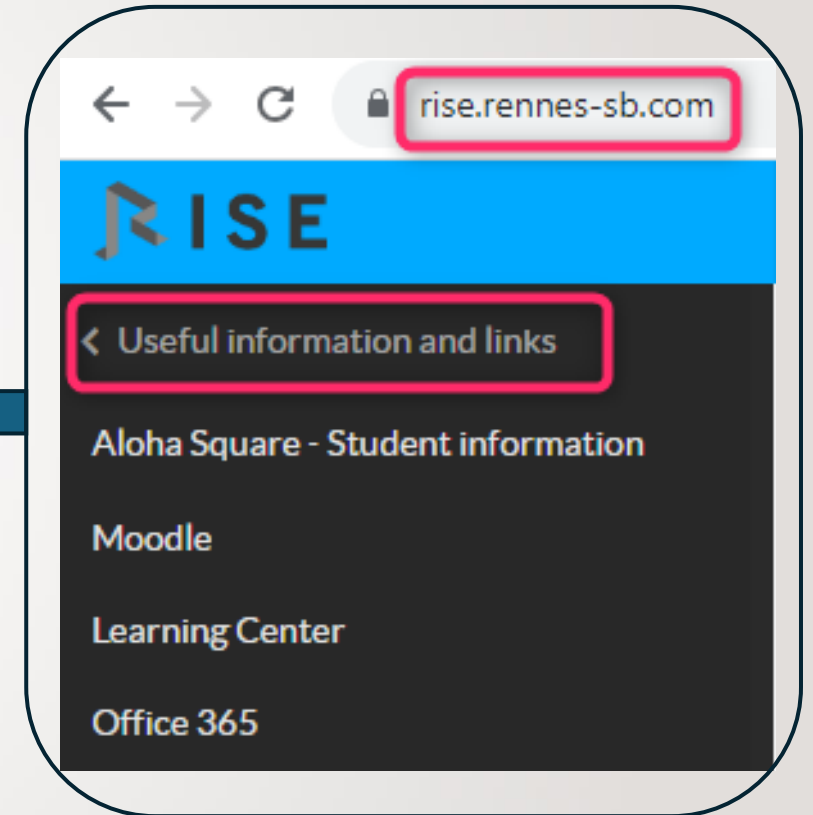 rise.rennes-sb.com
RISE
Useful information and links
Aloha Square - Student information
Moodle
Learning Center
Office 365